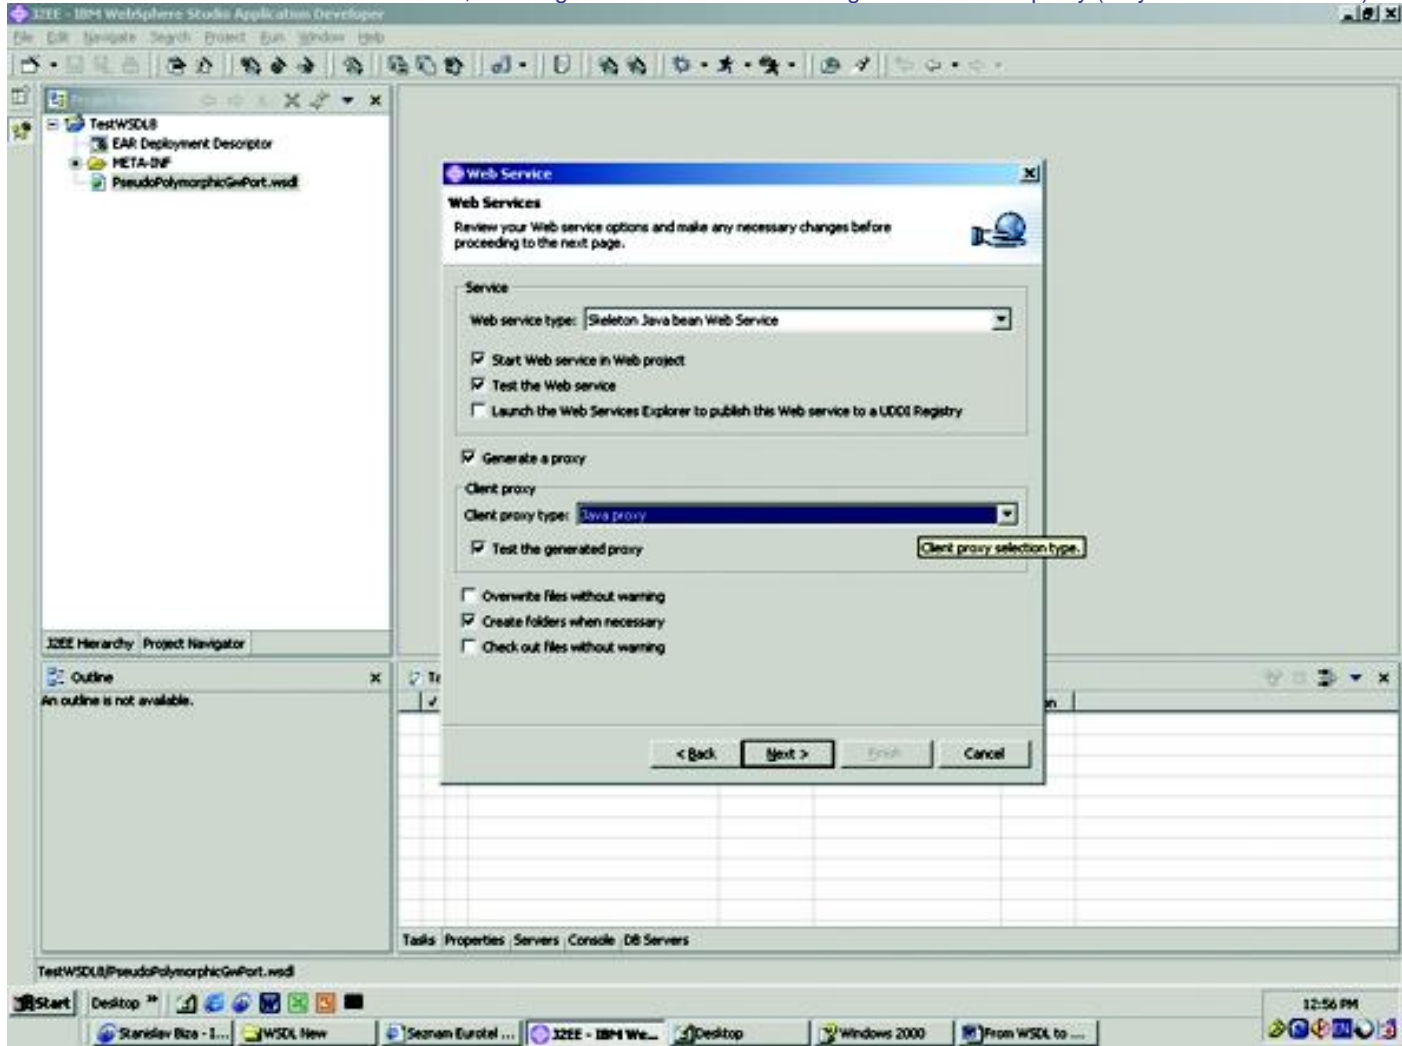 J2EE - IBM WebSphere Studio Application Developer
File Edit Navigate Search Project Run Window Help
TestWSDL8
EAR Deployment Descriptor
META-INF
PseudoPolymorphicGwPort.wsdl
J2EE Hierarchy Project Navigator
Web Service
Web Services
Review your Web service options and make any necessary changes before
proceeding to the next page.
Service
Web service type: Skeleton Java bean Web Service
Start Web service in Web project
Test the Web service
Launch the Web Services Explorer to publish this Web service to a UDDI Registry
Generate a proxy
Client proxy
Client proxy type: Java proxy
Test the generated proxy
Client proxy selection type.
Overwrite files without warning
Create folders when necessary
Check out files without warning
< Back Next > Finish Cancel
Outline
An outline is not available.
Ta
on
Tasks Properties Servers Console DB Servers
TestWSDL8/PseudoPolymorphicGwPort.wsdl
Start Desktop »
12:56 PM
Stanislav Biza - I... WSDL New Seznam Eurotel ... J2EE - IBM We... Desktop Windows 2000 From WSDL to ...